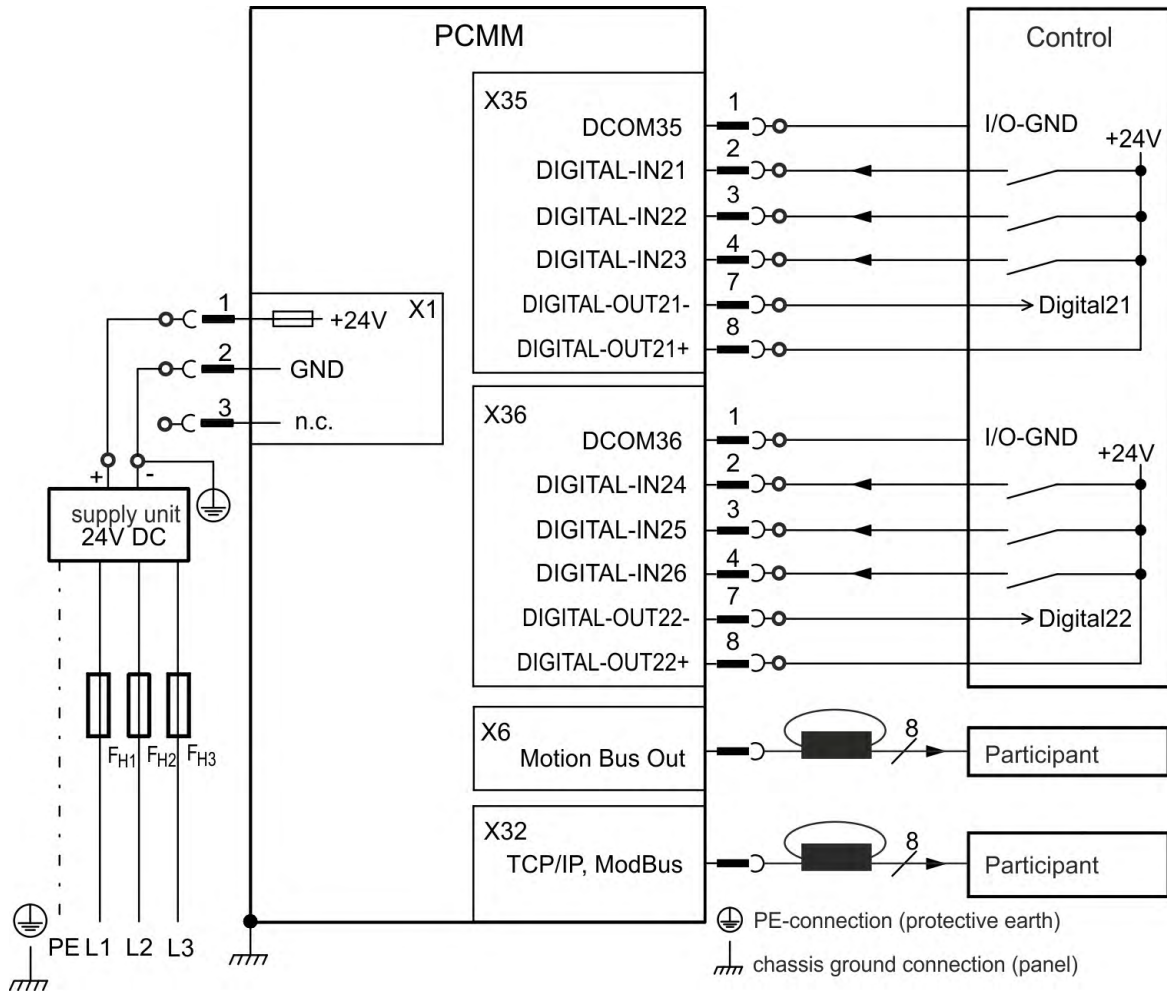 PCMM
Control
X35
1
DCOM35
I/O-GND
+24V
2
DIGITAL-IN21
3
DIGITAL-IN22
4
DIGITAL-IN23
7
DIGITAL-OUT21-
Digital21
8
DIGITAL-OUT21+
X1
1
+24V
2
GND
3
n.c.
X36
1
DCOM36
I/O-GND
+24V
2
DIGITAL-IN24
3
DIGITAL-IN25
4
DIGITAL-IN26
7
DIGITAL-OUT22-
Digital22
8
DIGITAL-OUT22+
+ -
supply unit
24V DC
FH1 FH2 FH3
X6
Motion Bus Out
8
Participant
X32
TCP/IP, ModBus
8
Participant
PE L1 L2 L3
PE-connection (protective earth)
chassis ground connection (panel)